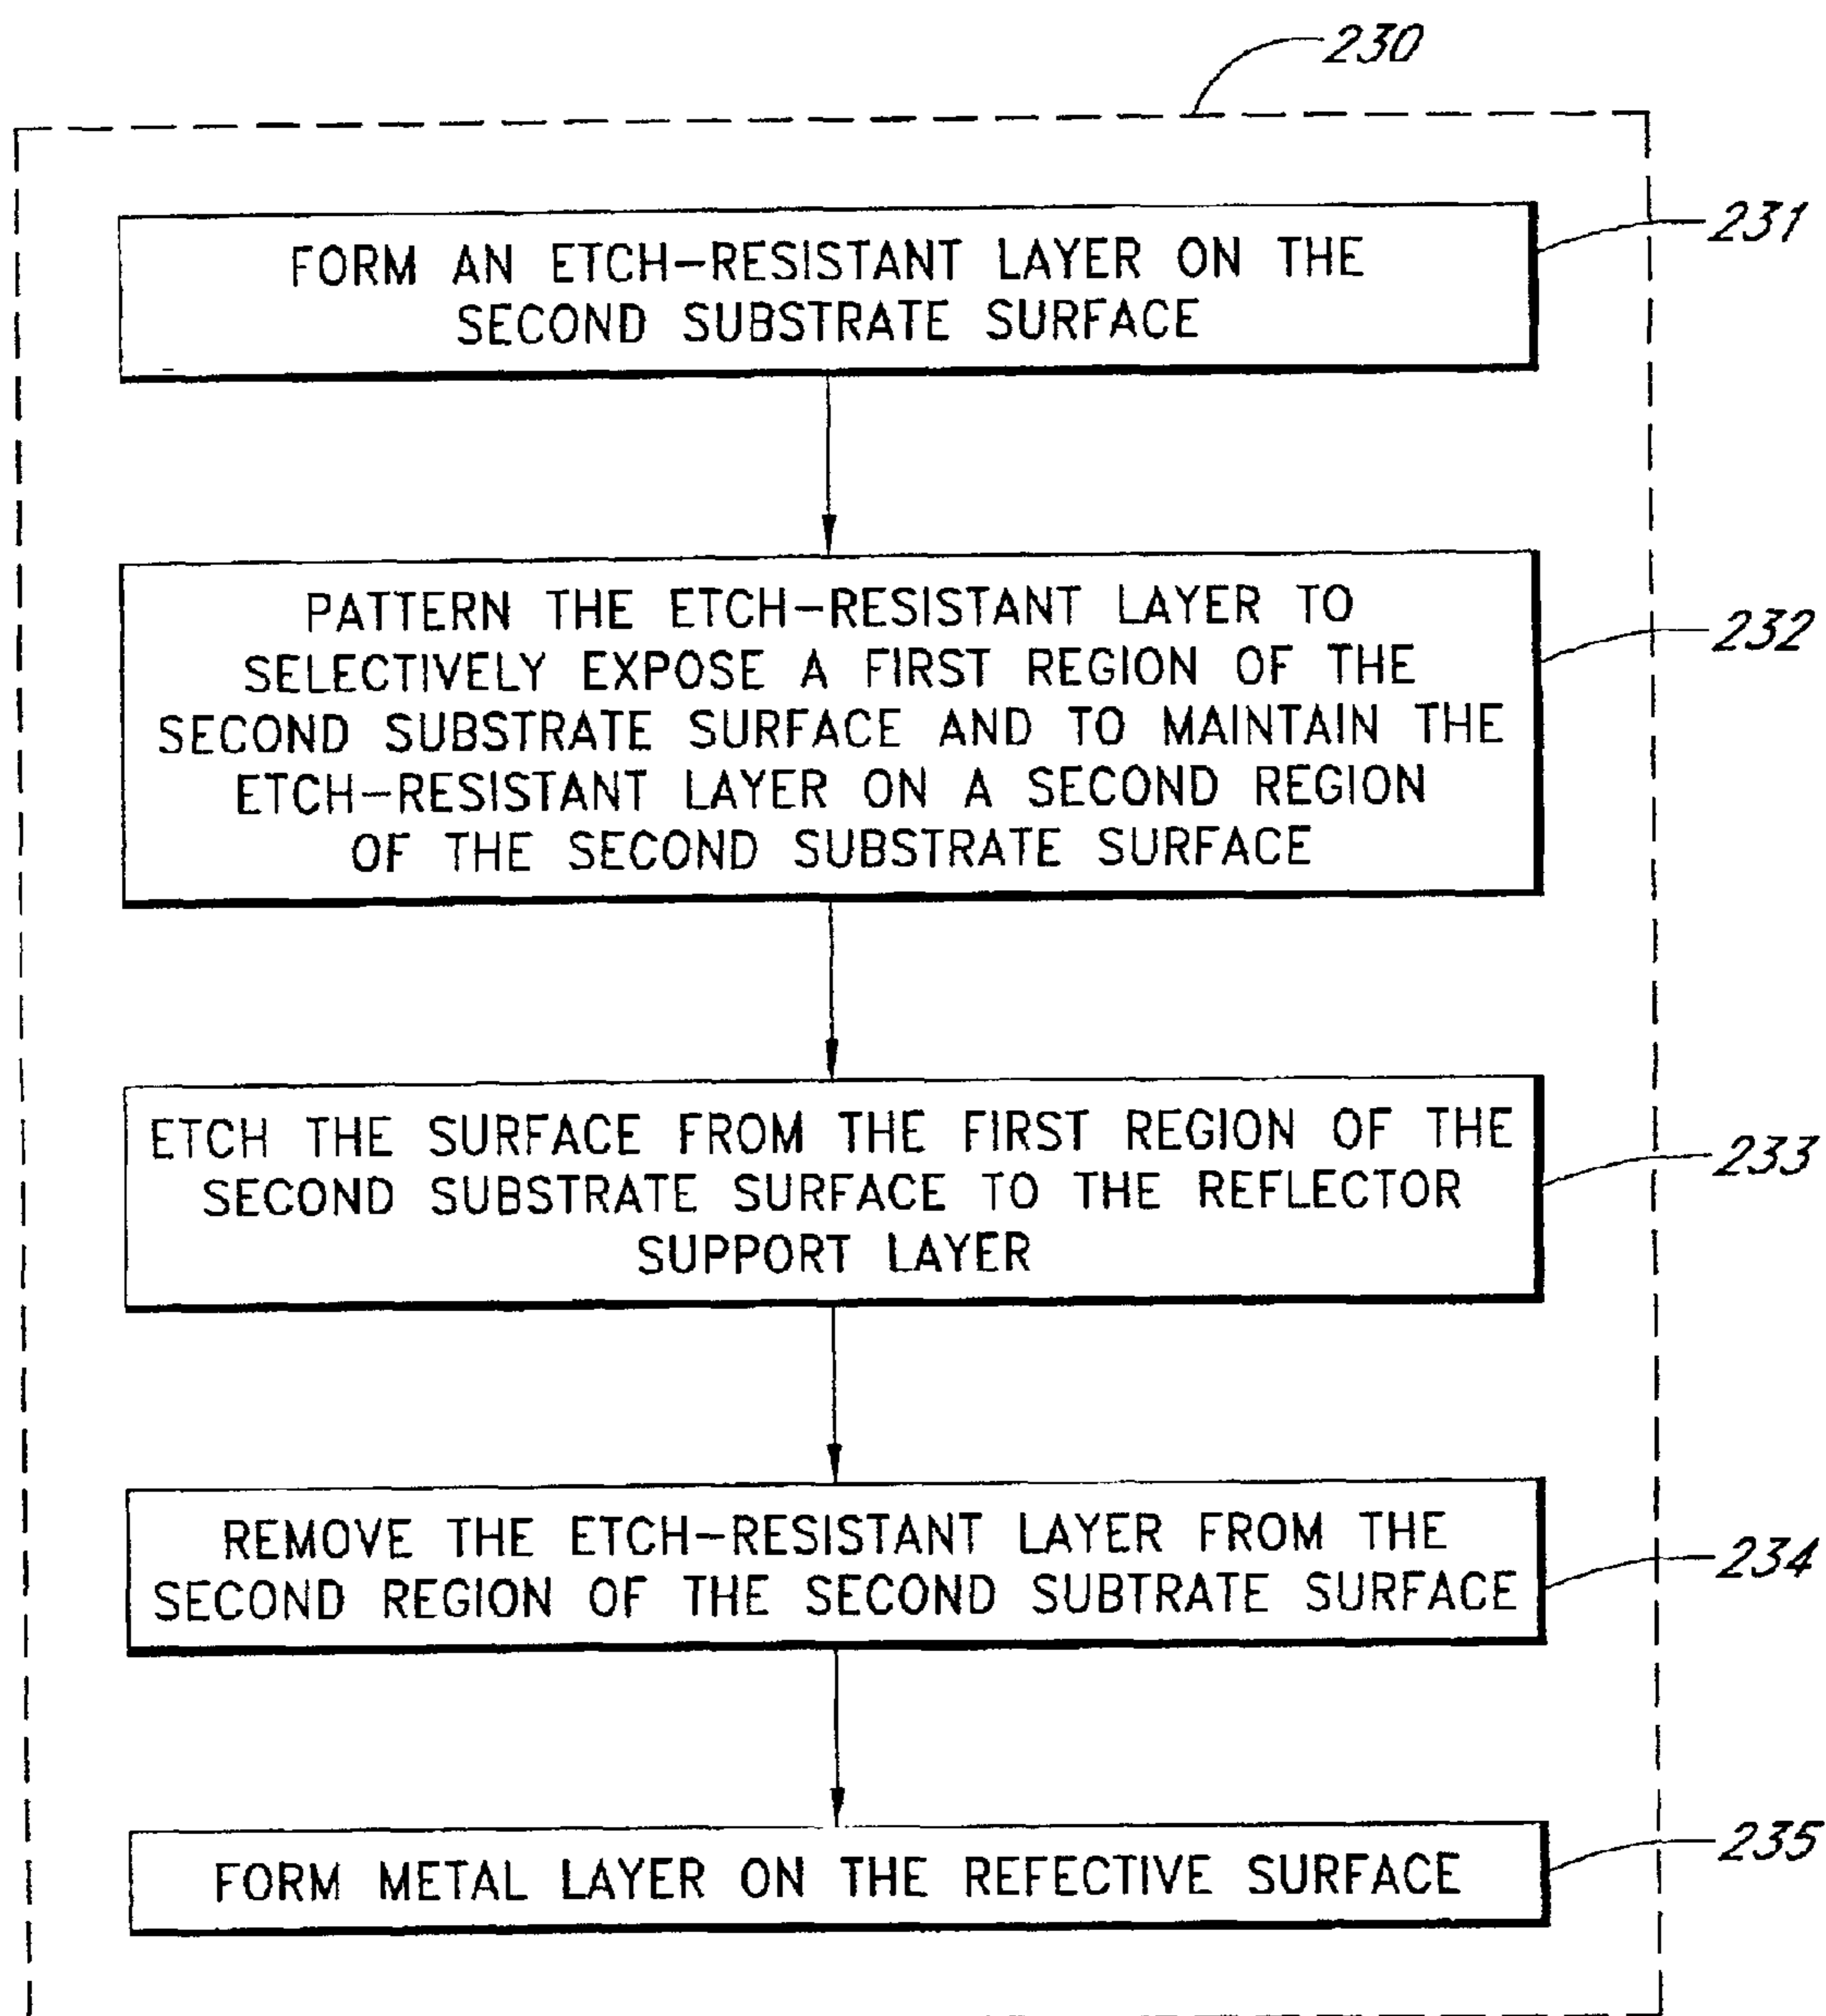 230
FORM AN ETCH-RESISTANT LAYER ON THE
SECOND SUBSTRATE SURFACE
231
PATTERN THE ETCH-RESISTANT LAYER TO
SELECTIVELY EXPOSE A FIRST REGION OF THE
SECOND SUBSTRATE SURFACE AND TO MAINTAIN THE
ETCH-RESISTANT LAYER ON A SECOND REGION
OF THE SECOND SUBSTRATE SURFACE
232
ETCH THE SURFACE FROM THE FIRST REGION OF THE
SECOND SUBSTRATE SURFACE TO THE REFLECTOR
SUPPORT LAYER
233
REMOVE THE ETCH-RESISTANT LAYER FROM THE
SECOND REGION OF THE SECOND SUBTRATE SURFACE
234
FORM METAL LAYER ON THE REFECTIVE SURFACE
235